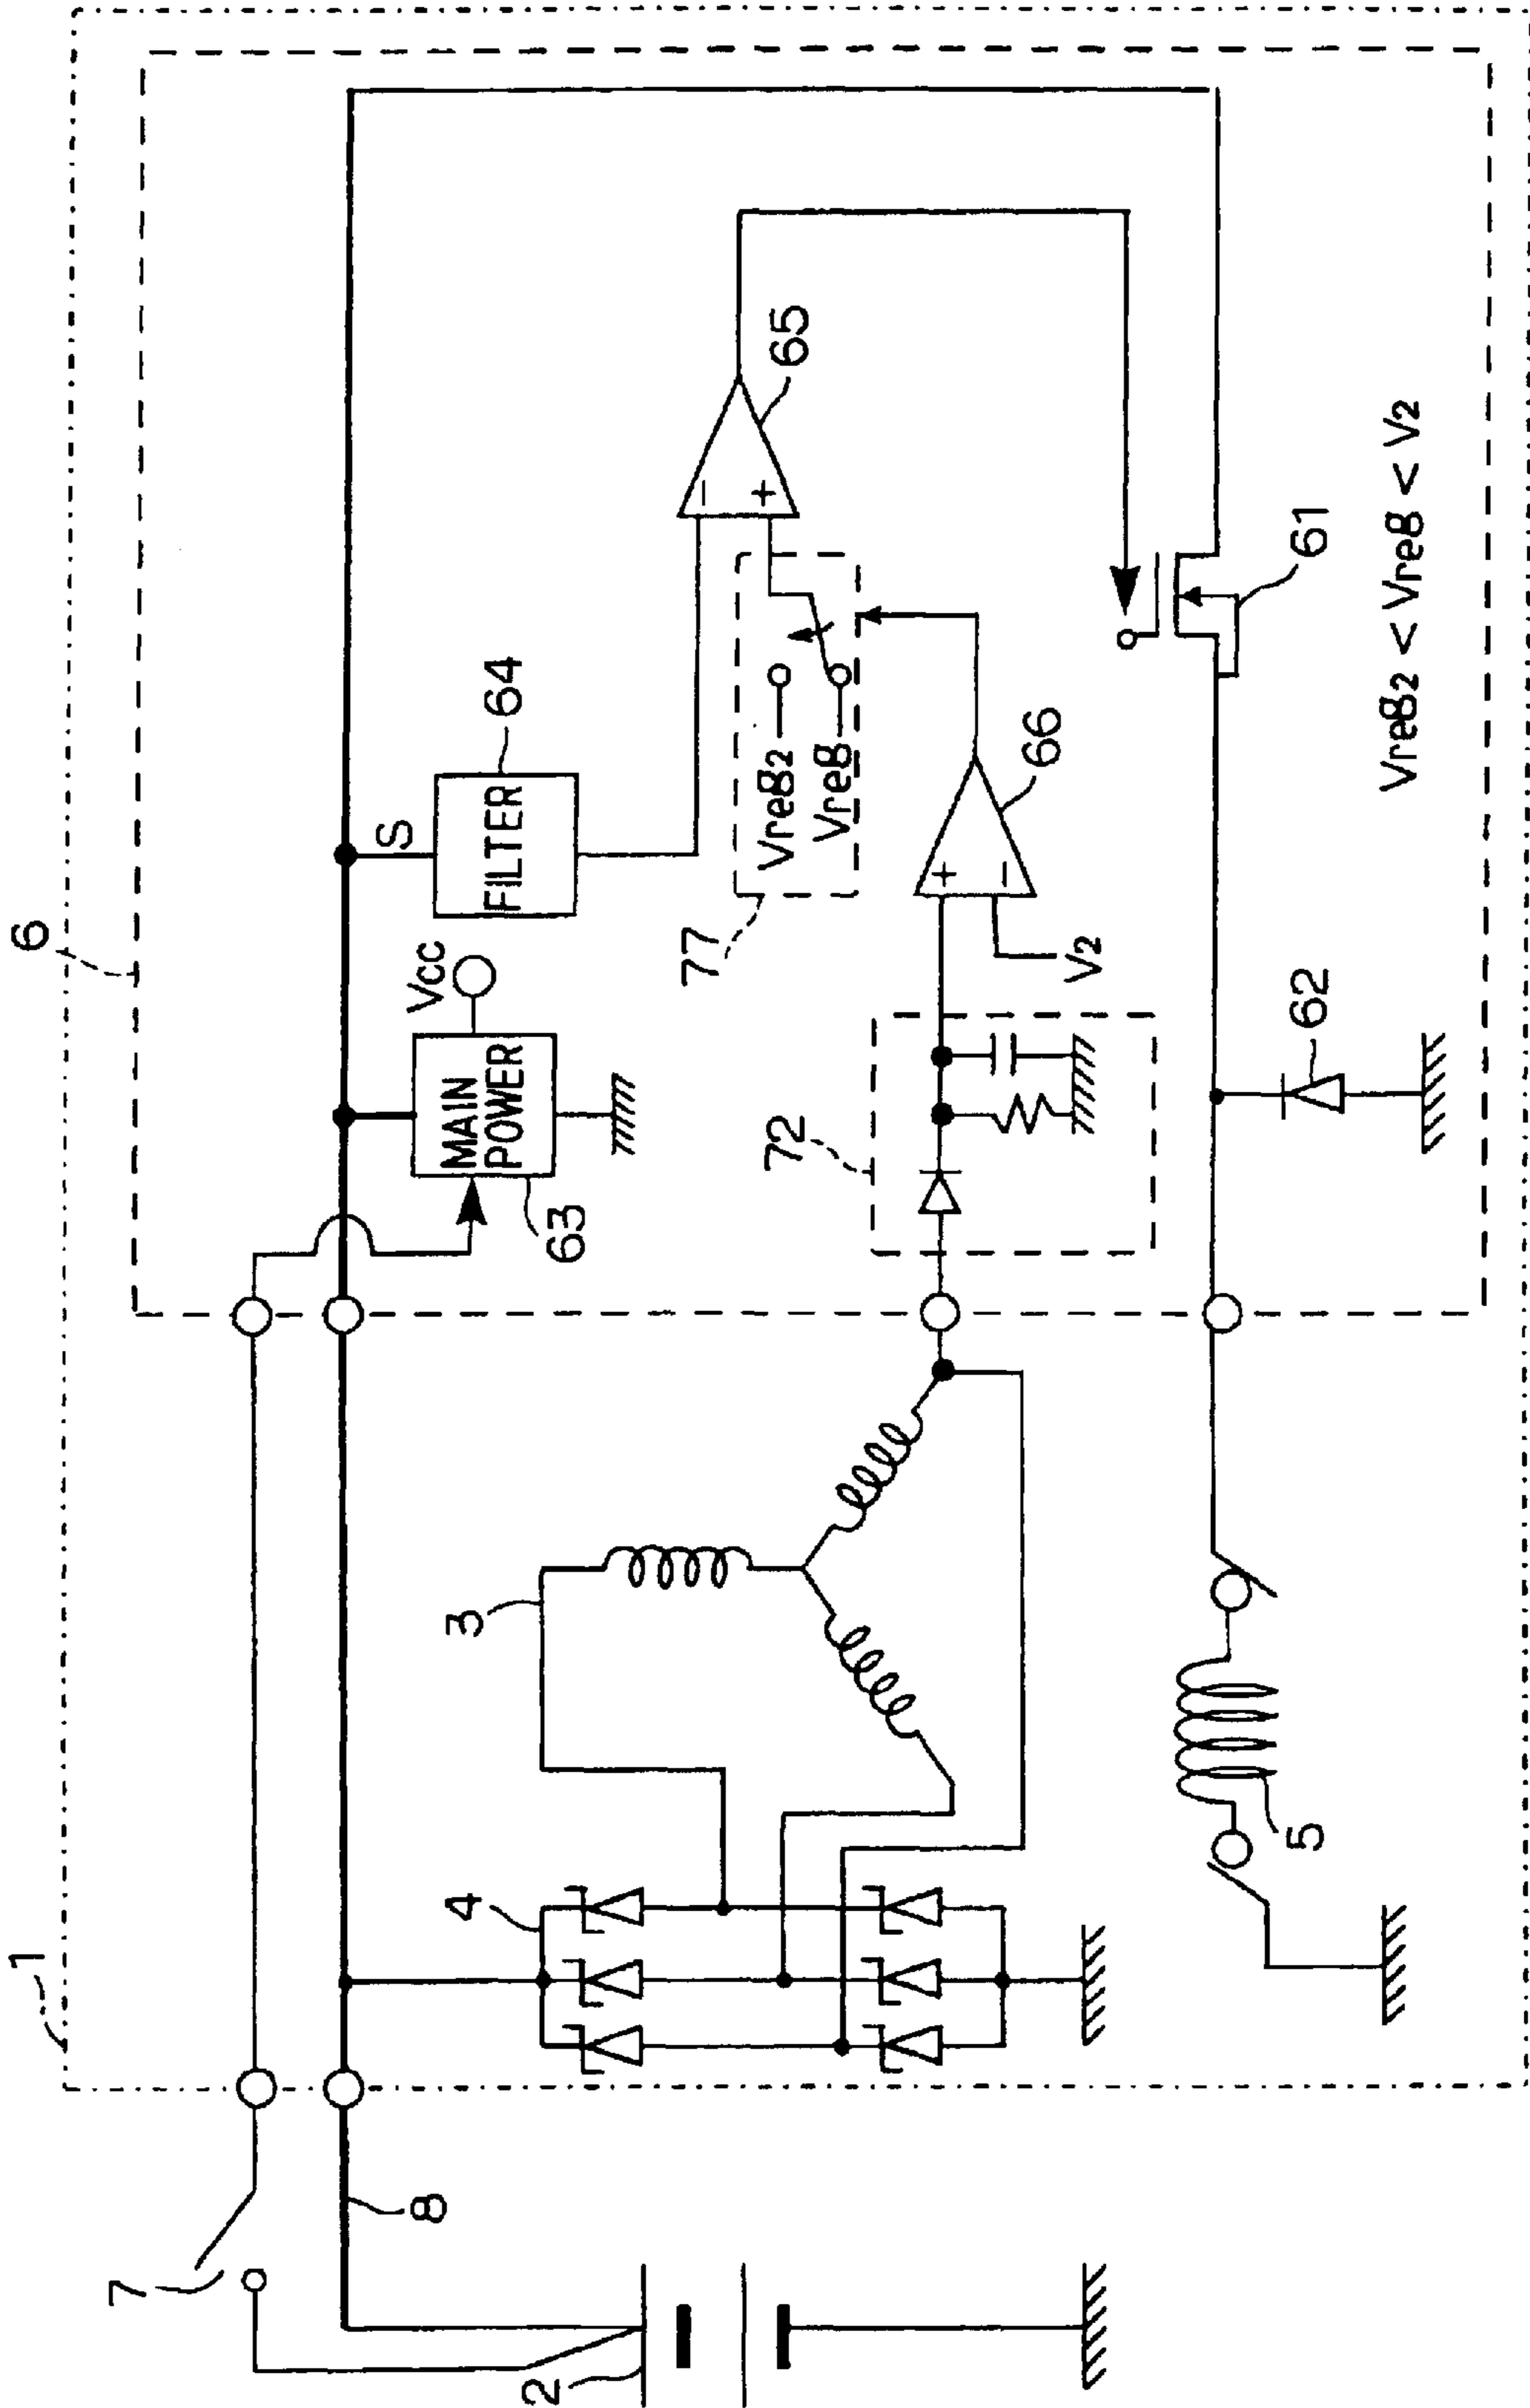 1
6
7
8
2
4
3
5
MAIN
POWER
63
Vcc
S
FILTER
64
65
77
Vreg2
Vreg
66
V2
72
62
61
Vreg2 < Vreg < V2